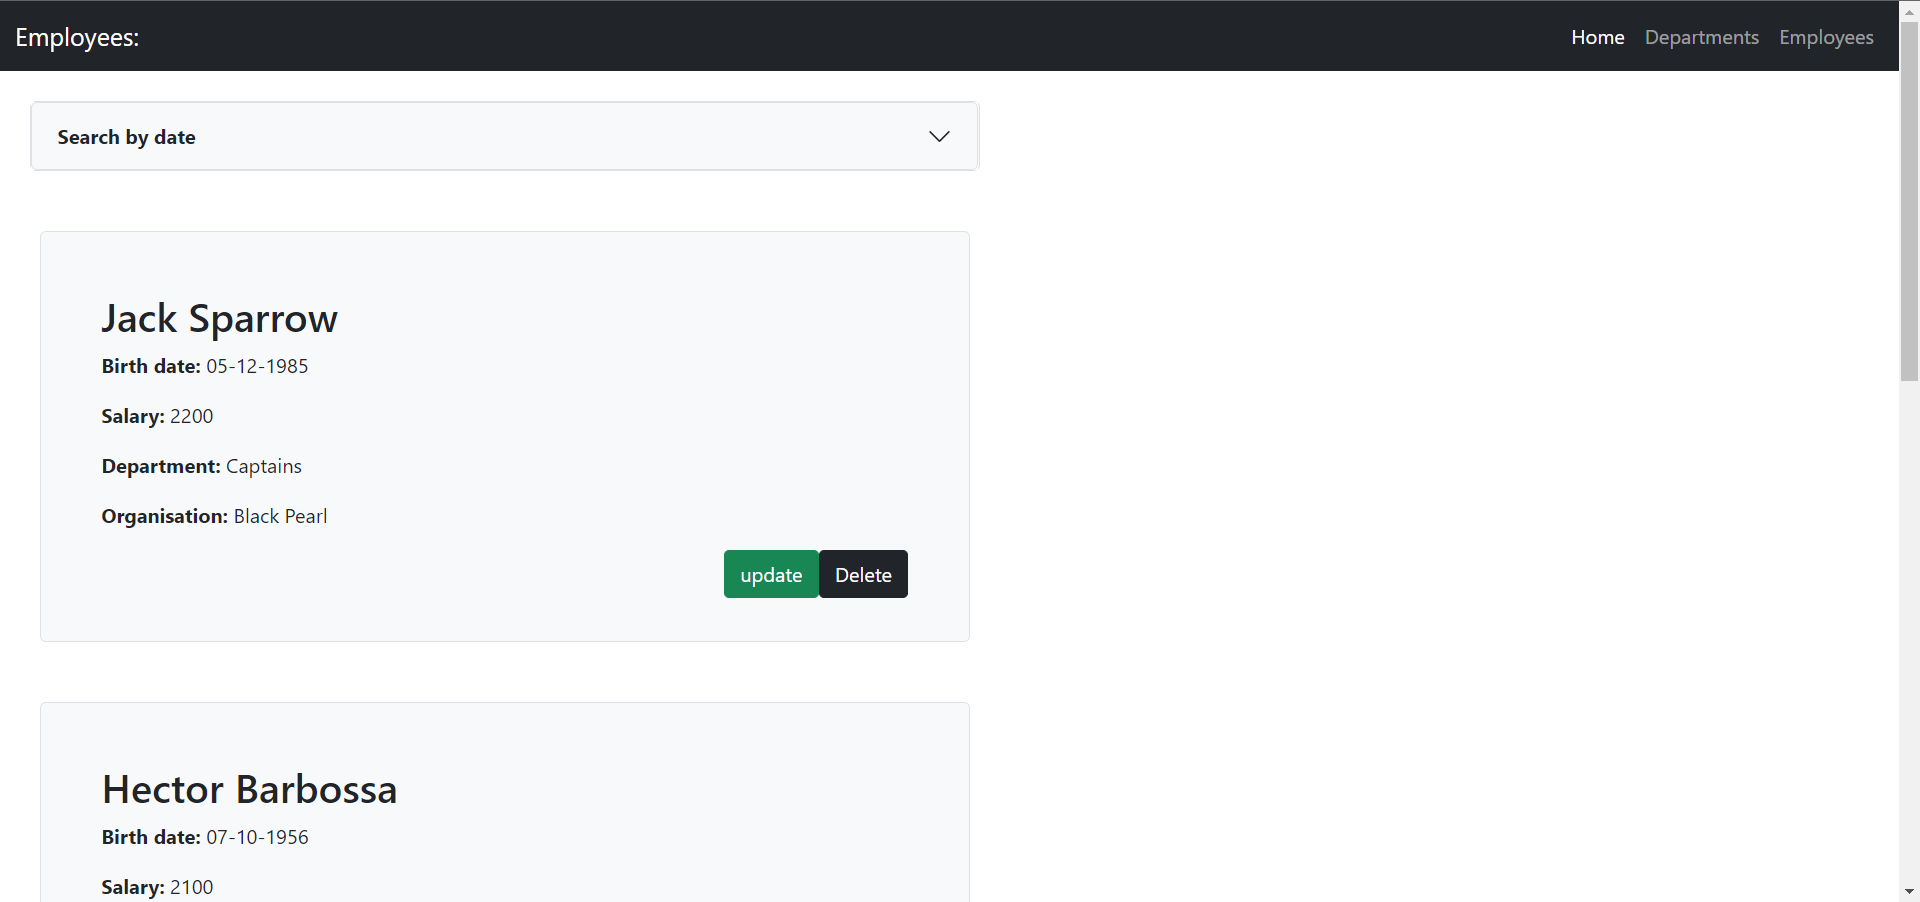 Employees:
Home Departments Employees
Search by date
Jack Sparrow
Birth date: 05-12-1985
Salary: 2200
Department: Captains
Organisation: Black Pearl
update Delete
Hector Barbossa
Birth date: 07-10-1956
Salary: 2100